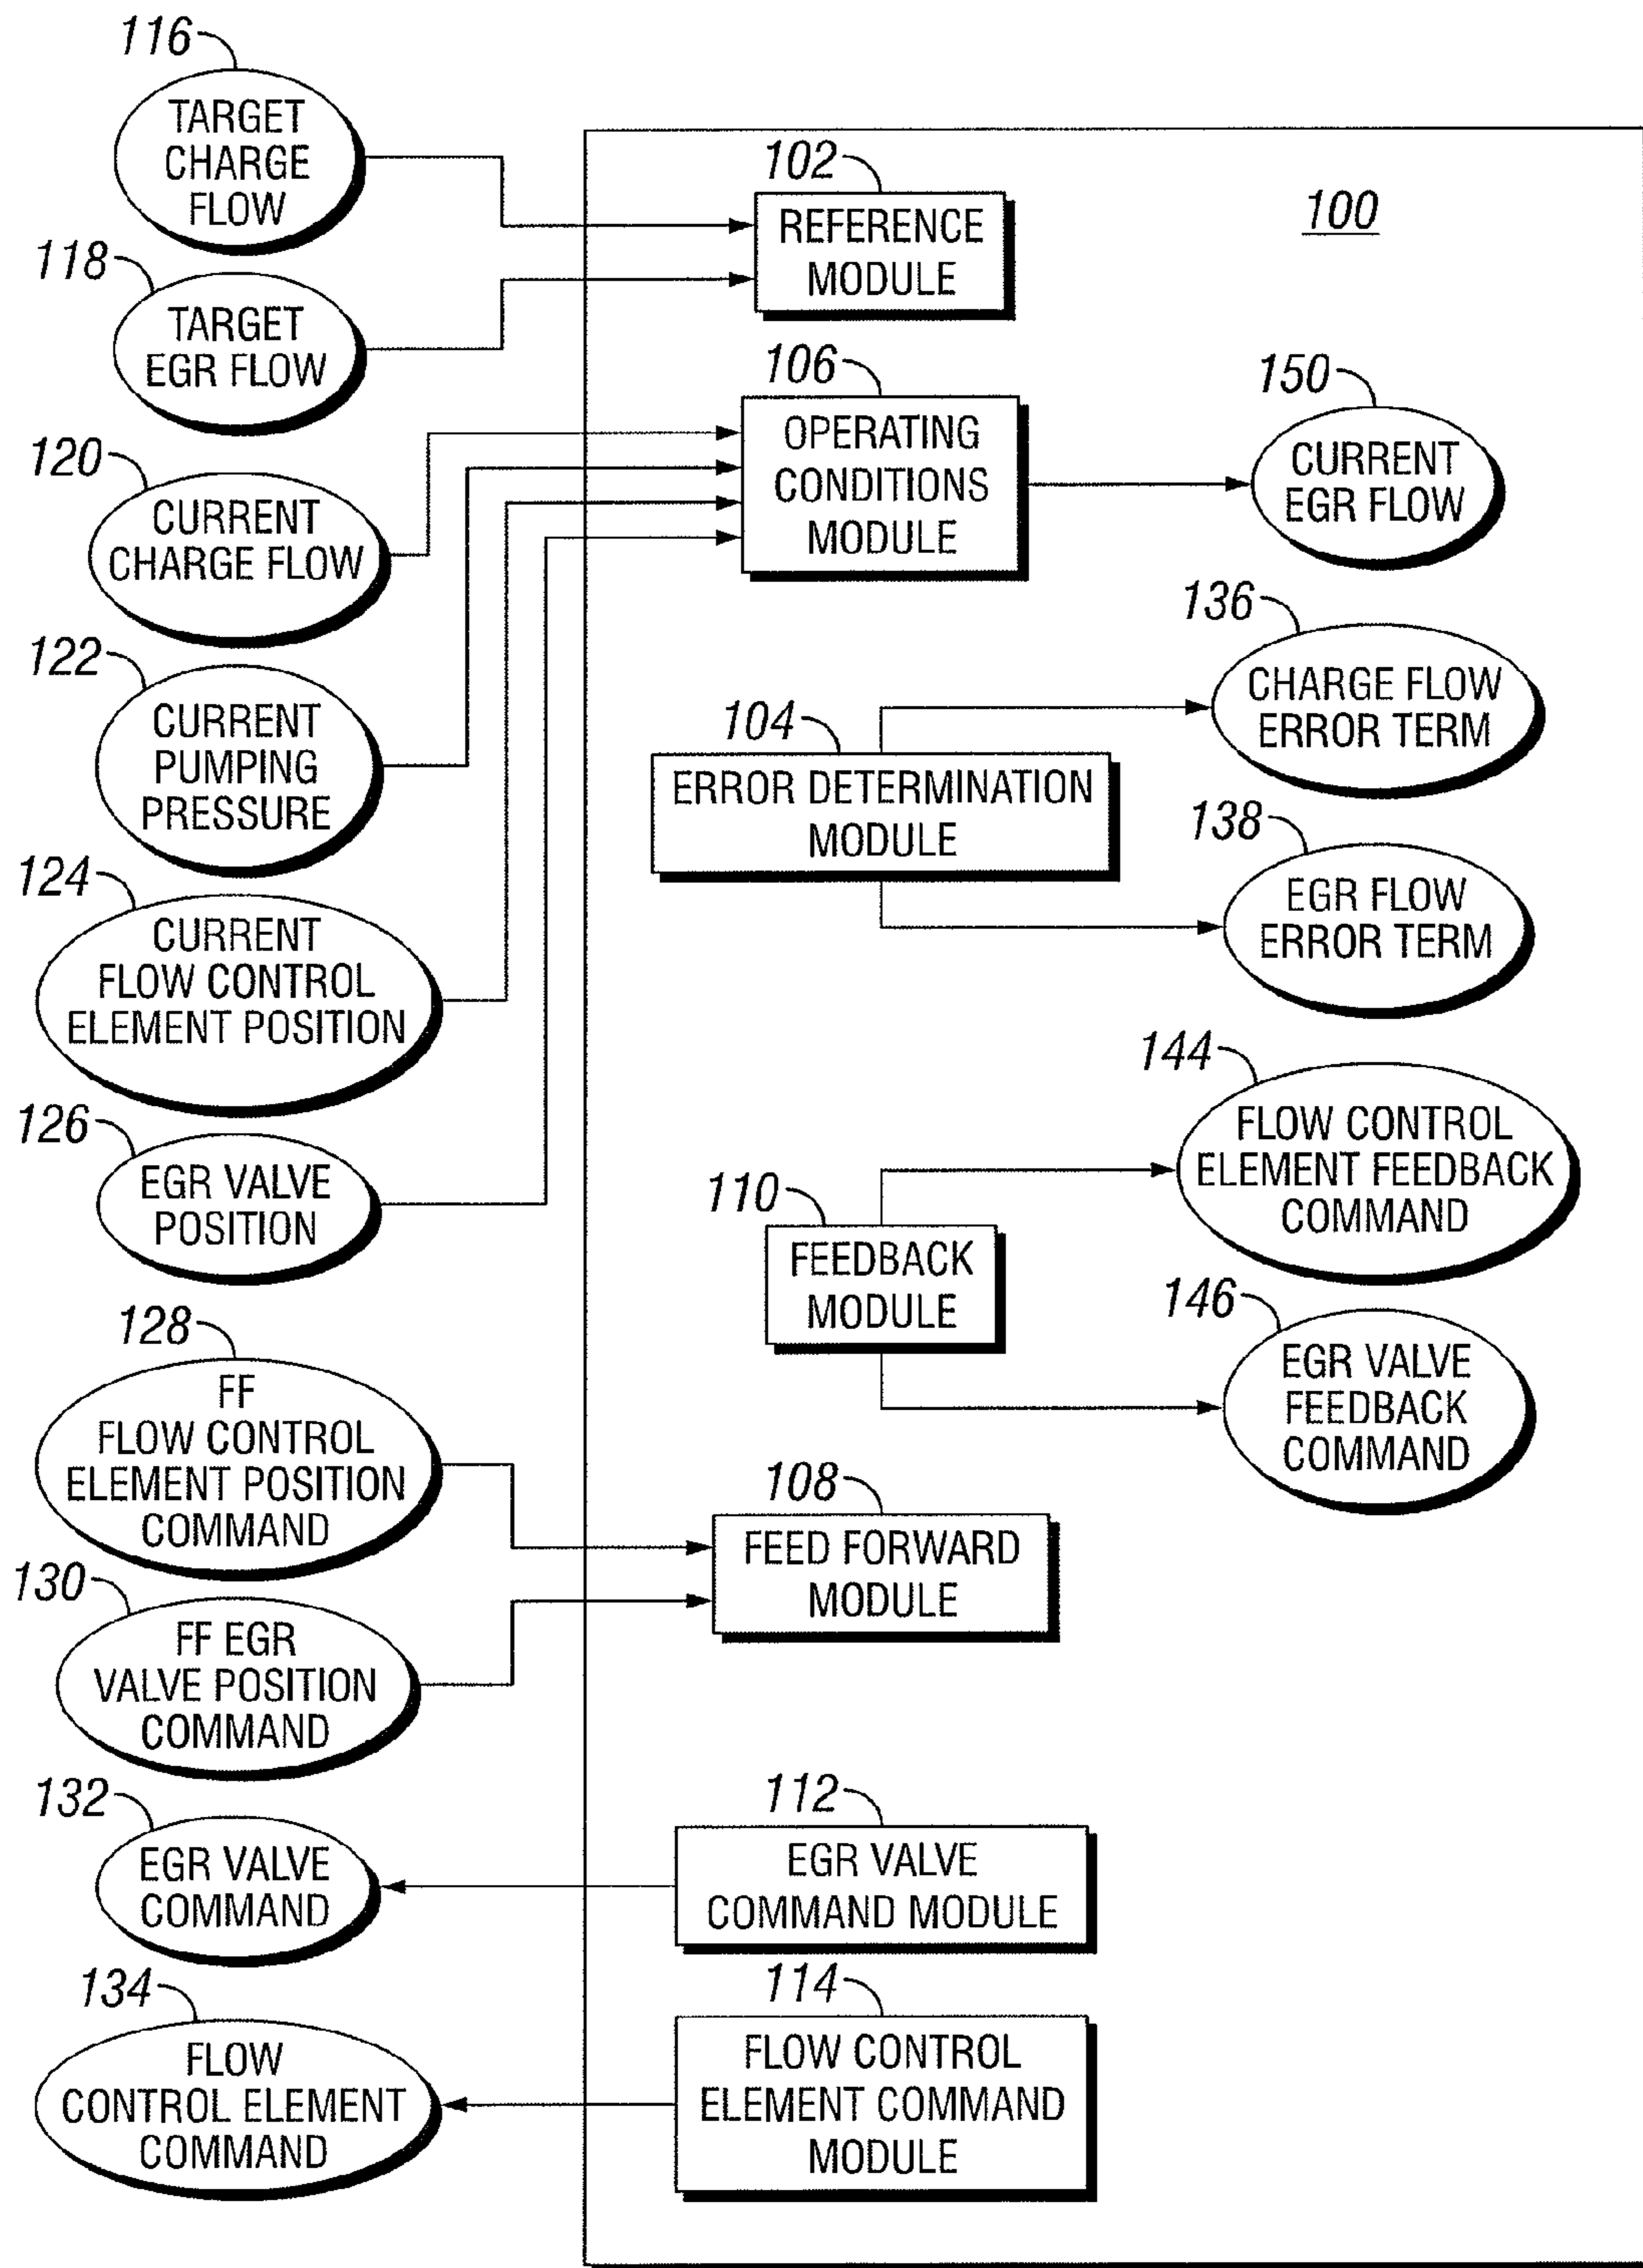 116
TARGET
CHARGE
FLOW
118
TARGET
EGR FLOW
120
CURRENT
CHARGE FLOW
122
CURRENT
PUMPING
PRESSURE
124
CURRENT
FLOW CONTROL
ELEMENT POSITION
126
EGR VALVE
POSITION
128
FF
FLOW CONTROL
ELEMENT POSITION
COMMAND
130
FF EGR
VALVE POSITION
COMMAND
132
EGR VALVE
COMMAND
134
FLOW
CONTROL ELEMENT
COMMAND
100
102
REFERENCE
MODULE
106
OPERATING
CONDITIONS
MODULE
150
CURRENT
EGR FLOW
104
ERROR DETERMINATION
MODULE
136
CHARGE FLOW
ERROR TERM
138
EGR FLOW
ERROR TERM
110
FEEDBACK
MODULE
144
FLOW CONTROL
ELEMENT FEEDBACK
COMMAND
146
EGR VALVE
FEEDBACK
COMMAND
108
FEED FORWARD
MODULE
112
EGR VALVE
COMMAND MODULE
114
FLOW CONTROL
ELEMENT COMMAND
MODULE